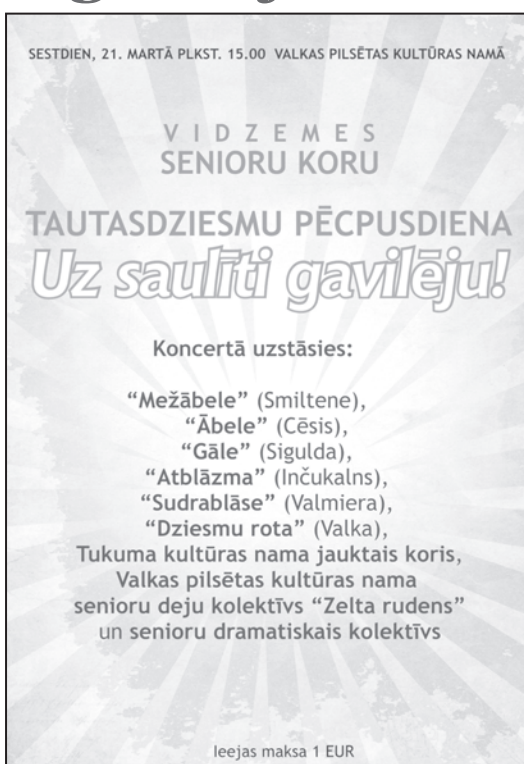 SESTDIEN, 21. MARTĀ PLKST. 15.00 VALKAS PILSĒTAS KULTŪRAS NAMĀ
VIDZEMES
SENIORU KORU
TAUTASDZIESMU PĒCPUSDIENA
Uz saulīti gavilēju!
Koncertā uzstāsies:
“Mežābele” (Smiltene),
“Ābele” (Cēsis),
“Gāle” (Sigulda),
“Atblāzma” (Inčukalns),
“Sudrablāse” (Valmiera),
“Dziesmu rota” (Valka),
Tukuma kultūras nama jauktais koris,
Valkas pilsētas kultūras nama
senioru deju kolektīvs “Zelta rudens”
un senioru dramatiskais kolektīvs
Ieejas maksa 1 EUR